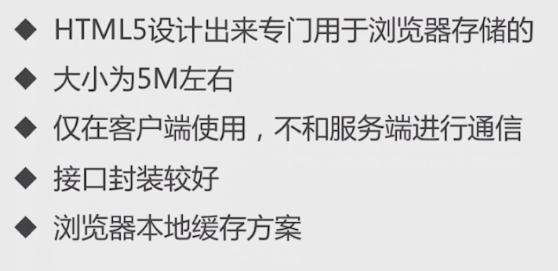 ◆ HTML5设计出来专门用于浏览器存储的
◆ 大小为5M左右
◆ 仅在客户端使用，不和服务端进行通信
◆ 接口封装较好
◆ 浏览器本地缓存方案